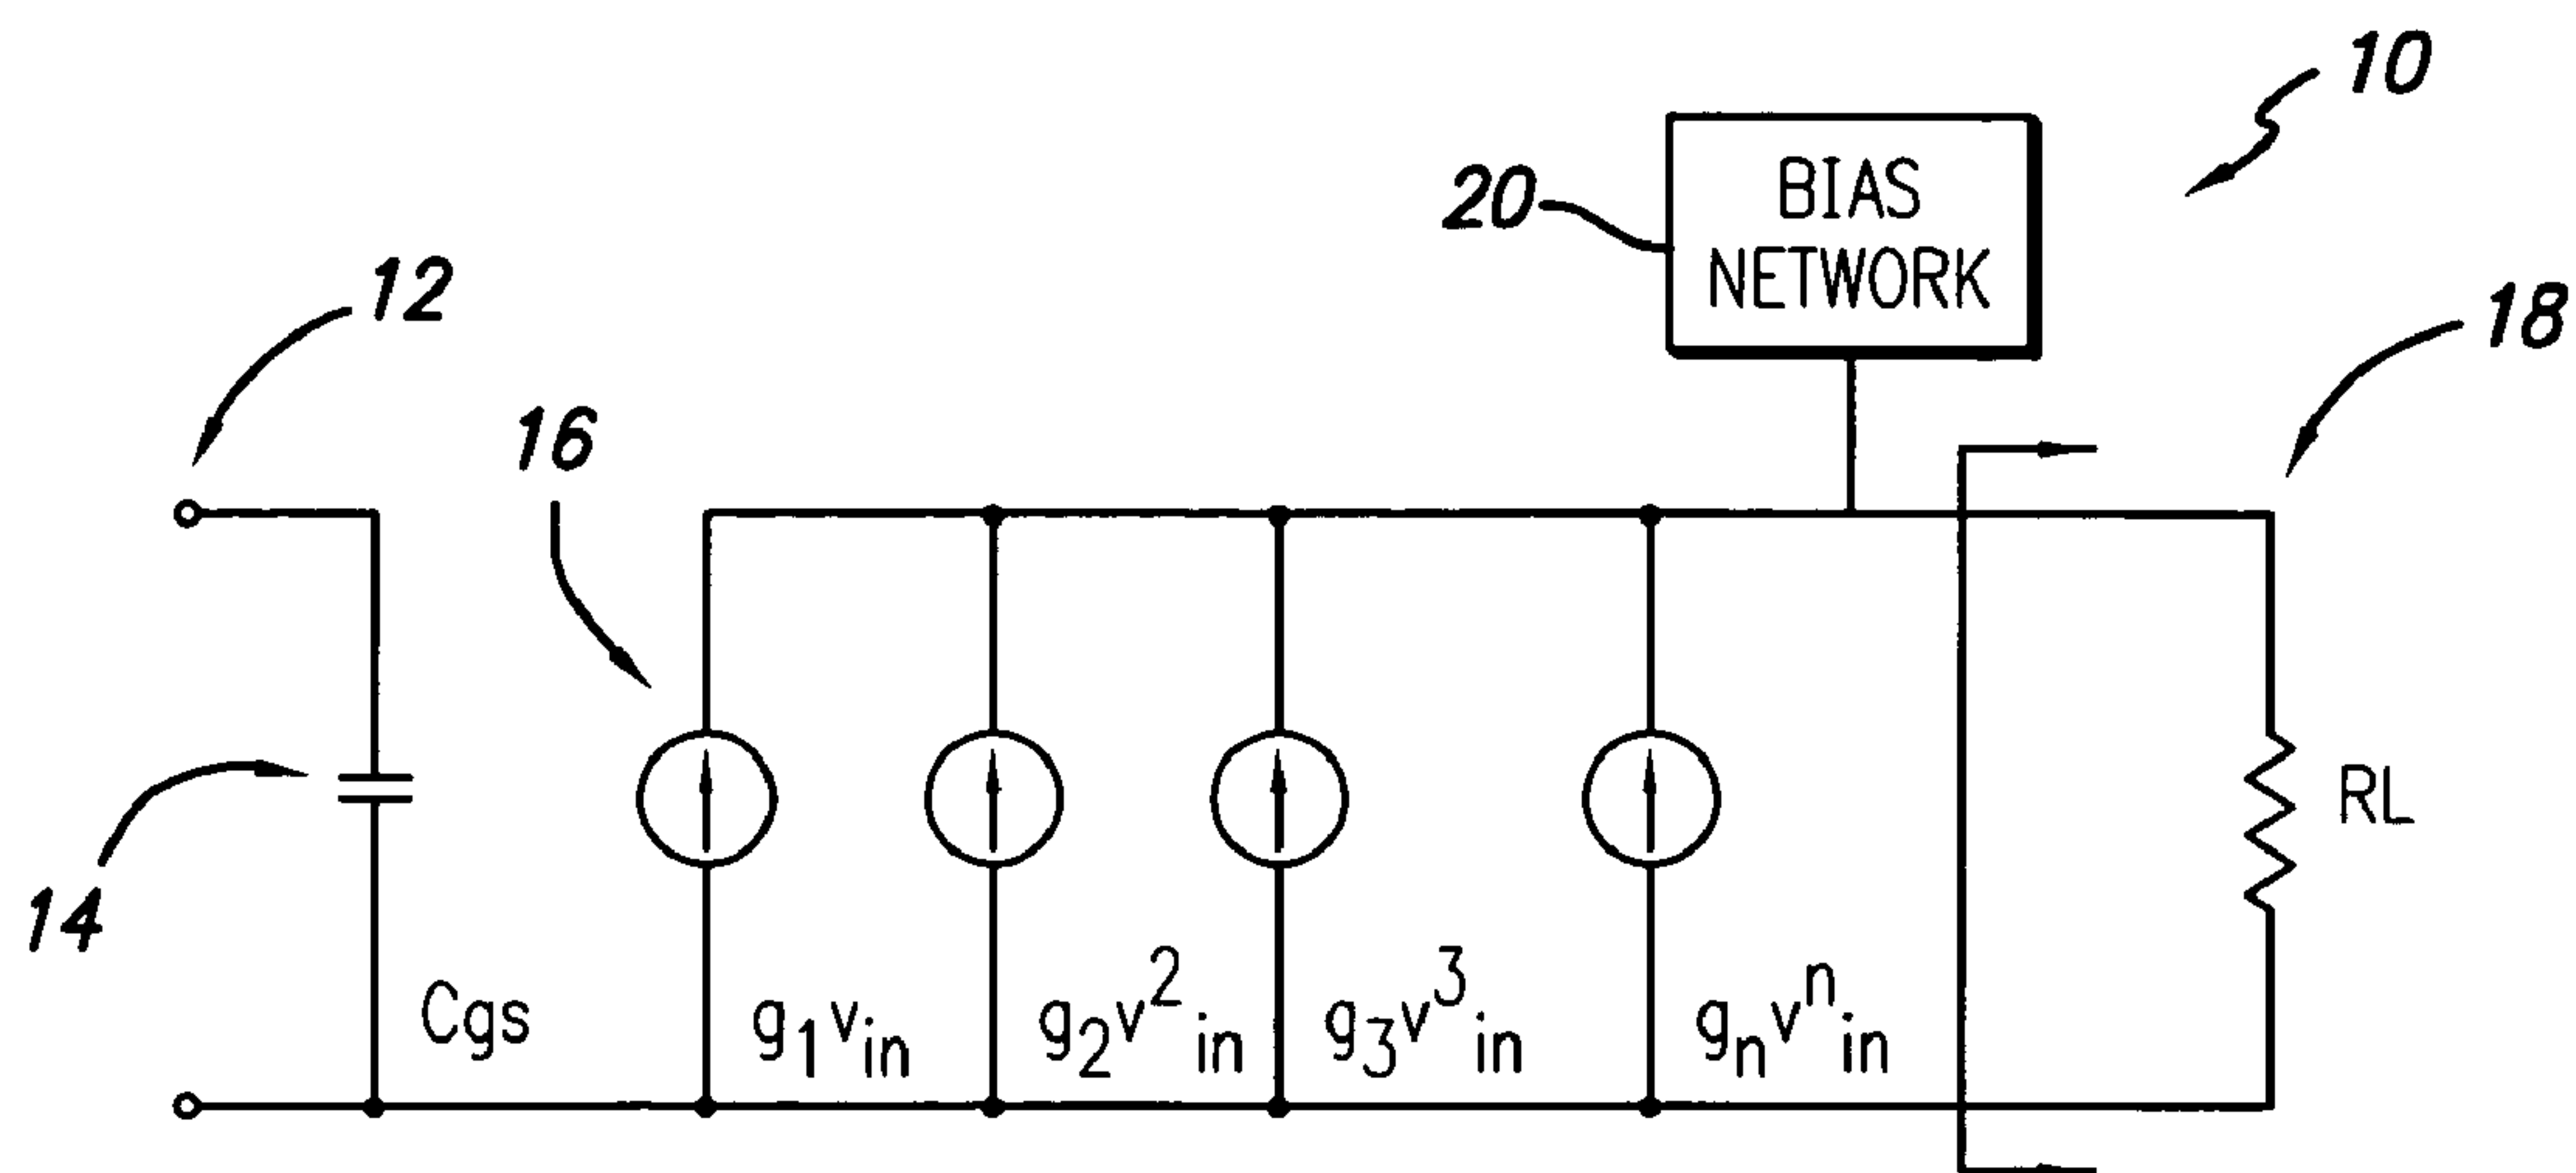 10
BIAS
NETWORK
20
12
18
16
RL
14
Cgs
g₁vᵢₙ
g₂v²ᵢₙ
g₃v³ᵢₙ
gₙvⁿᵢₙ